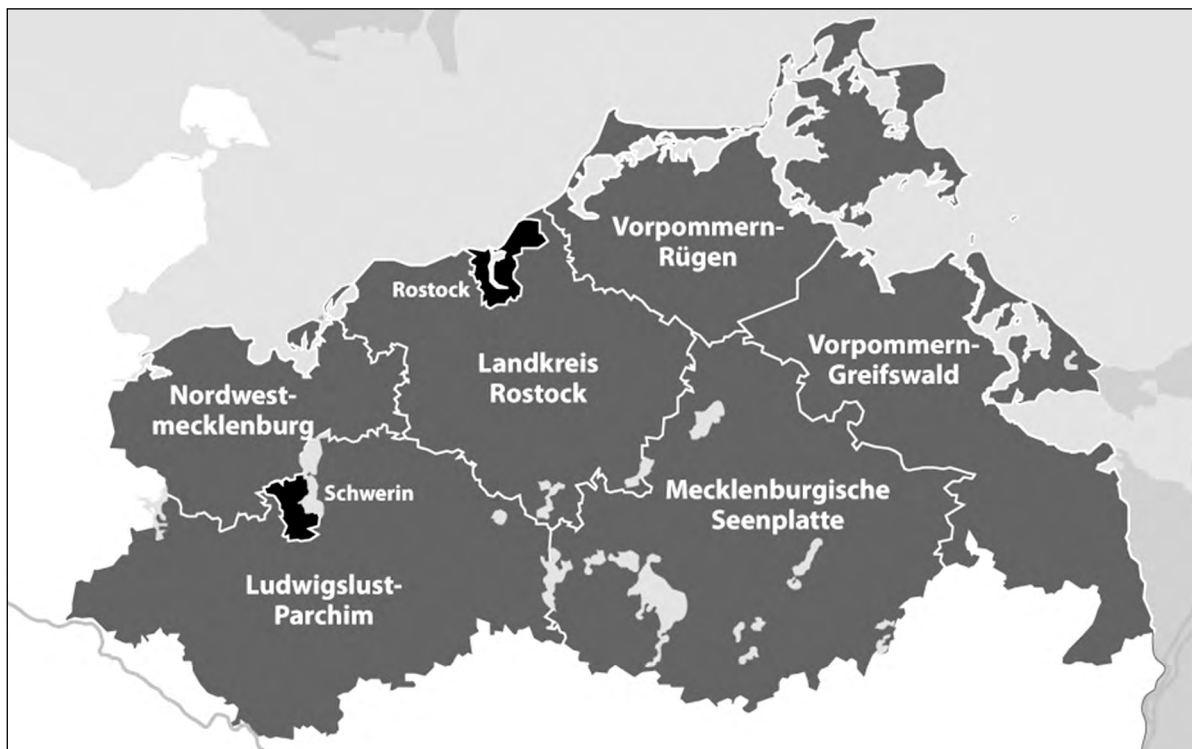 Vorpommern-
Rügen
Rostock
Vorpommern-
Greifswald
Landkreis
Rostock
Nordwest-
mecklenburg
Mecklenburgische
Seenplatte
Schwerin
Ludwigslust-
Parchim